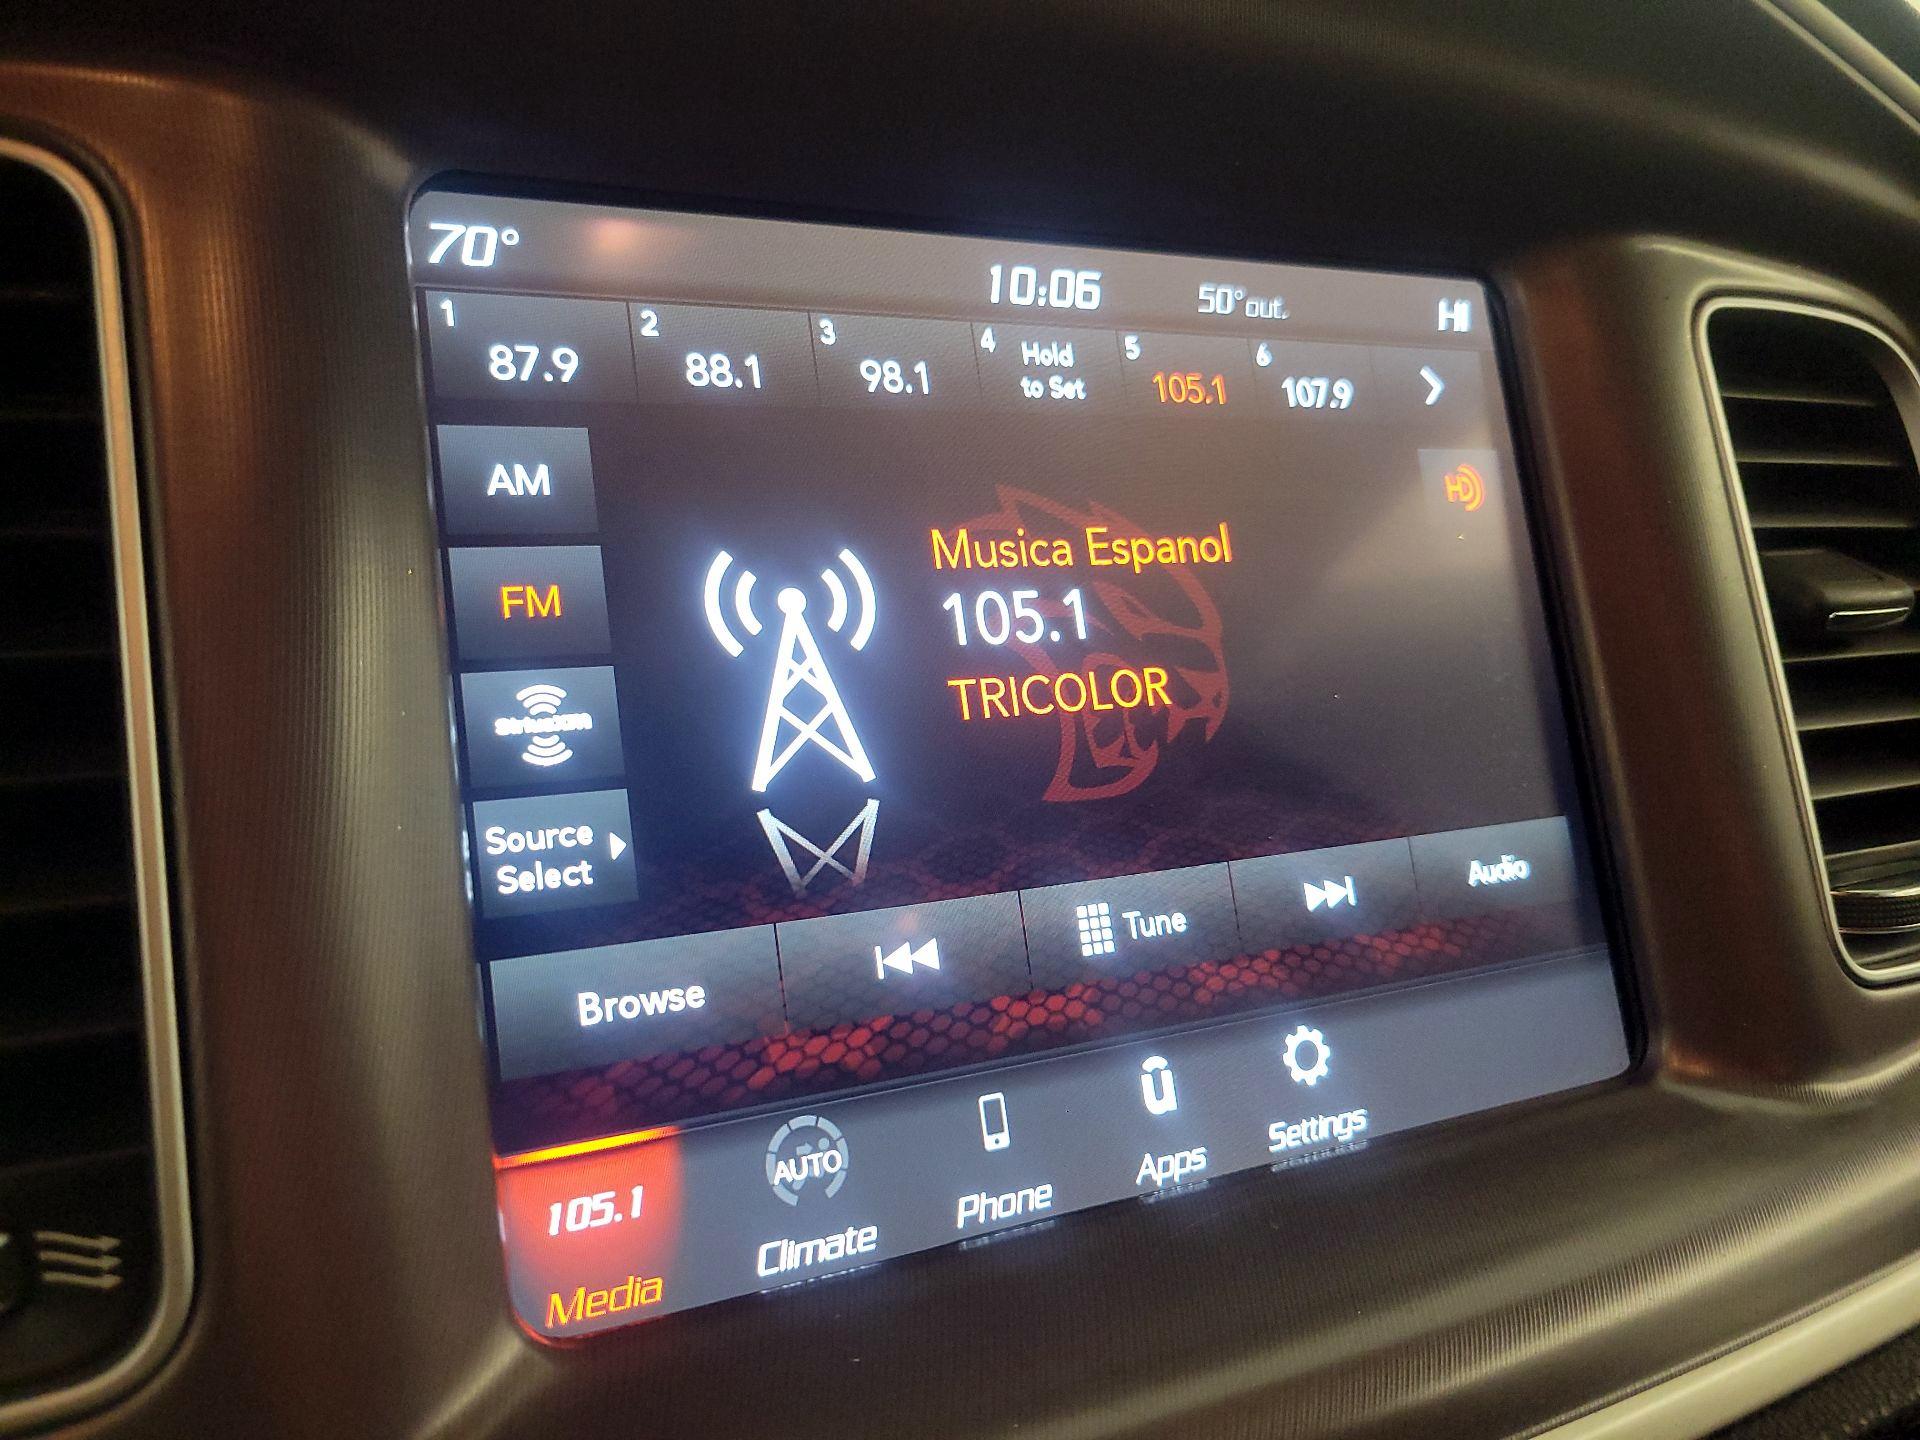 70°
10:06
50° out.
HI
1
87.9
2
88.1
3
98.1
4
Hold
to Set
5
105.1
6
107.9
AM
HD
Musica Espanol
FM
105.1
TRICOLOR
SiriusXM
Source
Select
Browse
Tune
Audio
105.1
Media
AUTO
Climate
Phone
Apps
Settings